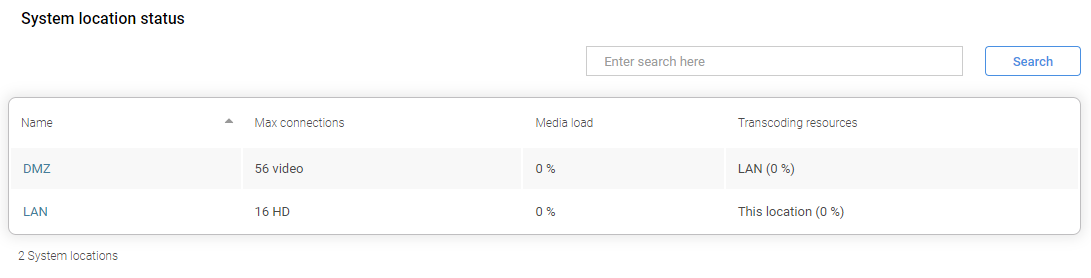 System location status
Enter search here
Search
Name Max connections Media load Transcoding resources
DMZ 56 video 0 % LAN (0 %)
LAN 16 HD 0 % This location (0 %)
2 System locations